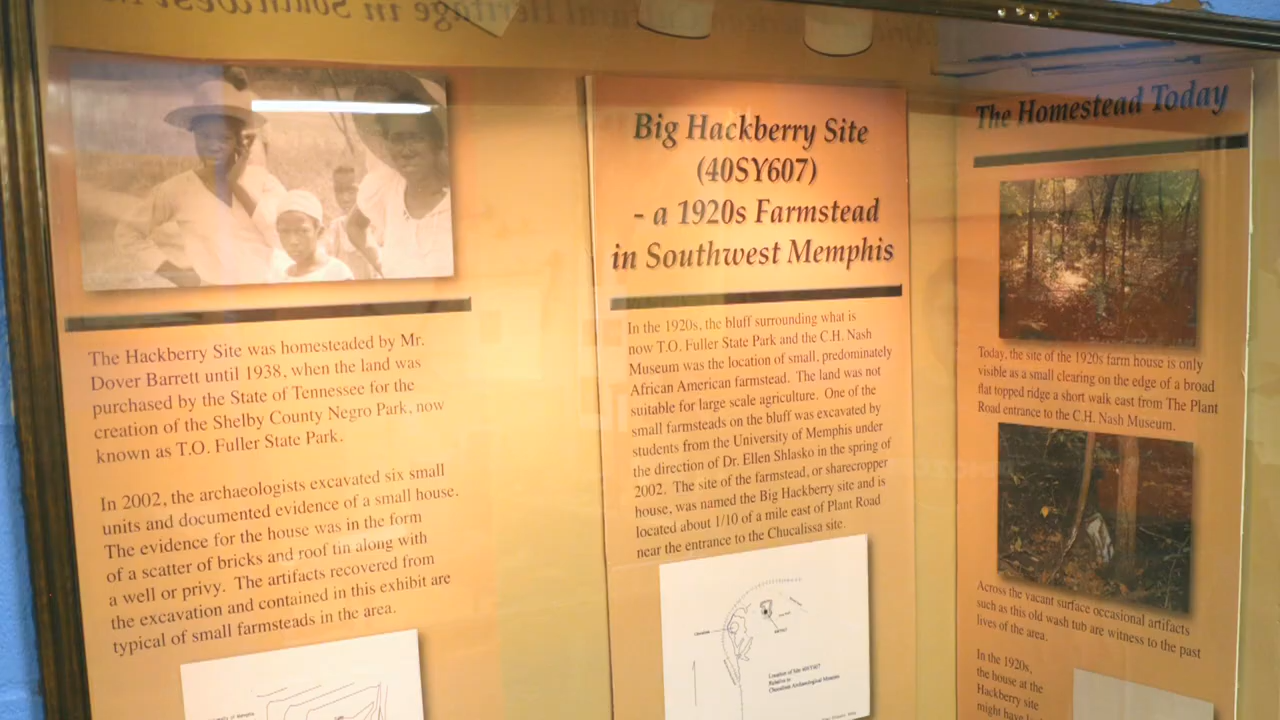 The Hackberry Site was homesteaded by Mr.
Dover Barrett until 1938, when the land was
purchased by the State of Tennessee for the
creation of the Shelby County Negro Park, now
known as T.O. Fuller State Park.
In 2002, the archaeologists excavated six small
units and documented evidence of a small house.
The evidence for the house was in the form
of a scatter of bricks and roof tin along with
a well or privy. The artifacts recovered from
the excavation and contained in this exhibit are
typical of small farmsteads in the area.
Big Hackberry Site
(40SY607)
- a 1920s Farmstead
in Southwest Memphis
In the 1920s, the bluff surrounding what is
now T.O. Fuller State Park and the C.H. Nash
Museum was the location of small, predominately
African American farmstead. The land was not
suitable for large scale agriculture. One of the
small farmsteads on the bluff was excavated by
students from the University of Memphis under
the direction of Dr. Ellen Shlasko in the spring of
2002. The site of the farmstead, or sharecropper
house, was named the Big Hackberry site and is
located about 1/10 of a mile east of Plant Road
near the entrance to the Chucalissa site.
Location of Site 40SY607
Relative to
Chucalissa Archaeological Museum
The Homestead Today
Today, the site of the 1920s farm house is only
visible as a small clearing on the edge of a broad
flat topped ridge a short walk east from The Plant
Road entrance to the C.H. Nash Museum.
Across the vacant surface occasional artifacts
such as this old wash tub are witness to the past
lives of the area.
In the 1920s,
the house at the
Hackberry site
might have